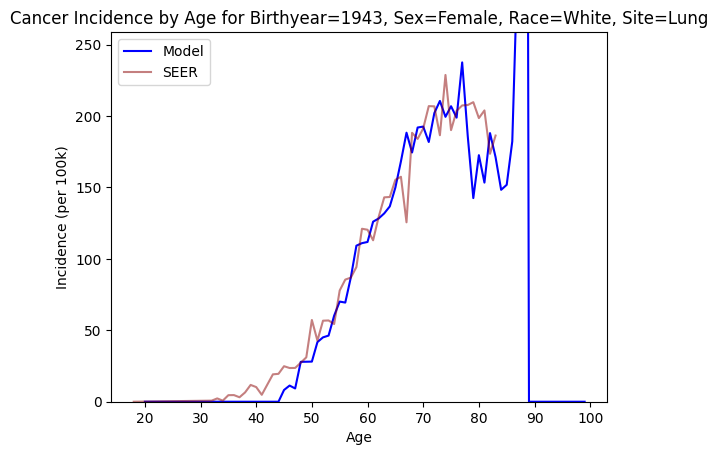 Cancer Incidence by Age for Birthyear=1943, Sex=Female, Race=White, Site=Lung
250
200
150
100
50
0
Incidence (per 100k)
Model
SEER
20 30 40 50 60 70 80 90 100
Age